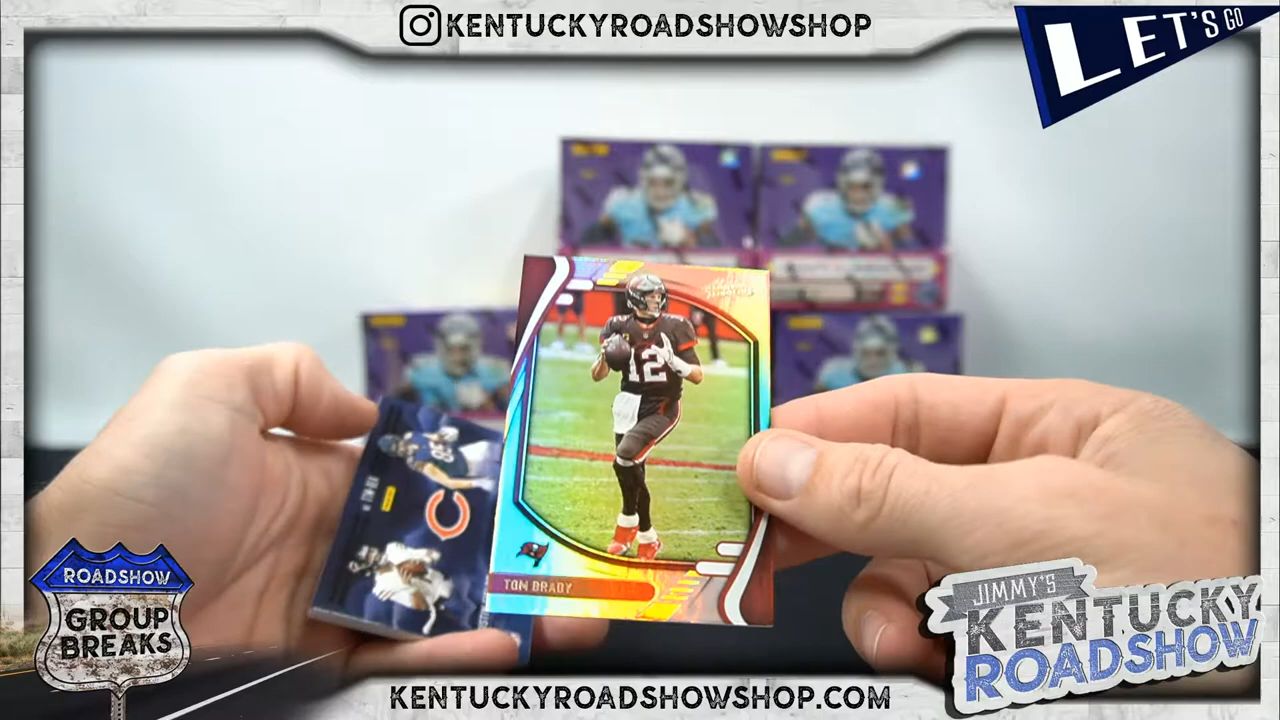 KENTUCKYROADSHOWSHOP
LET'S GO
12
TOM BRADY
ROADSHOW
GROUP
BREAKS
JIMMY'S
KENTUCKY
ROADSHOW
KENTUCKYROADSHOWSHOP.COM